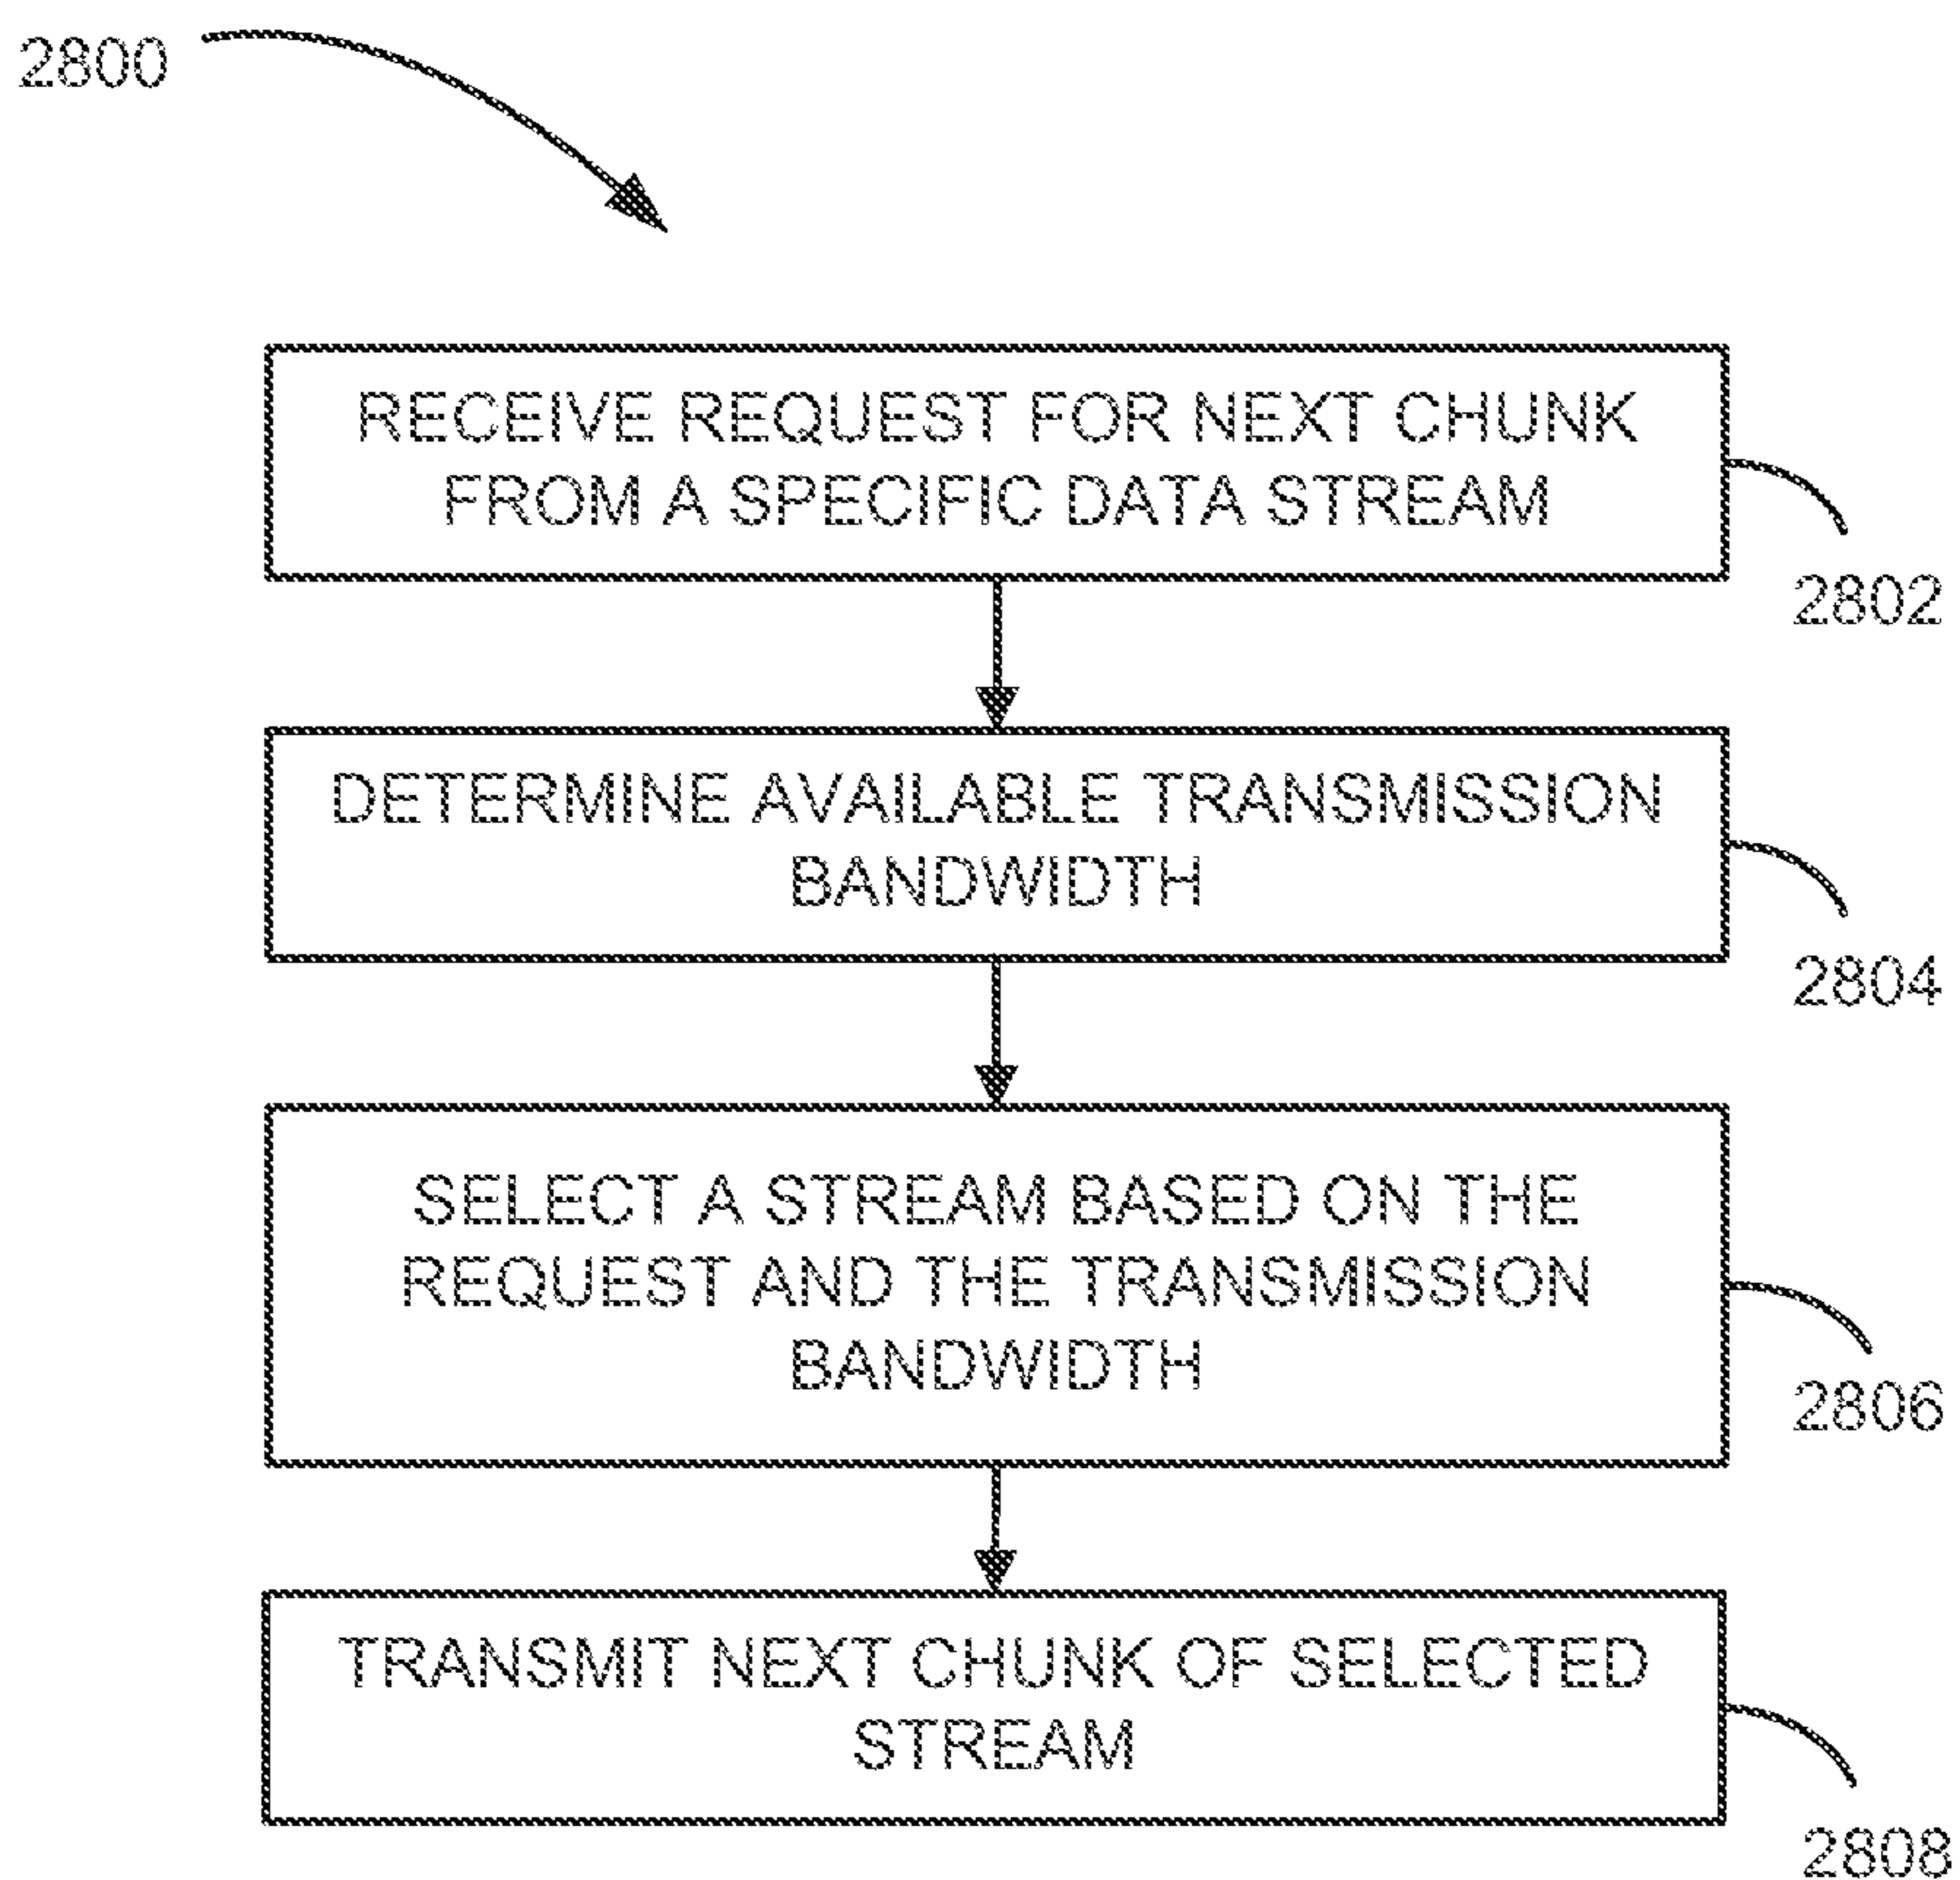 2800
RECEIVE REQUEST FOR NEXT CHUNK
FROM A SPECIFIC DATA STREAM
2802
DETERMINE AVAILABLE TRANSMISSION
BANDWIDTH
2804
SELECT A STREAM BASED ON THE
REQUEST AND THE TRANSMISSION
BANDWIDTH
2806
TRANSMIT NEXT CHUNK OF SELECTED
STREAM
2808